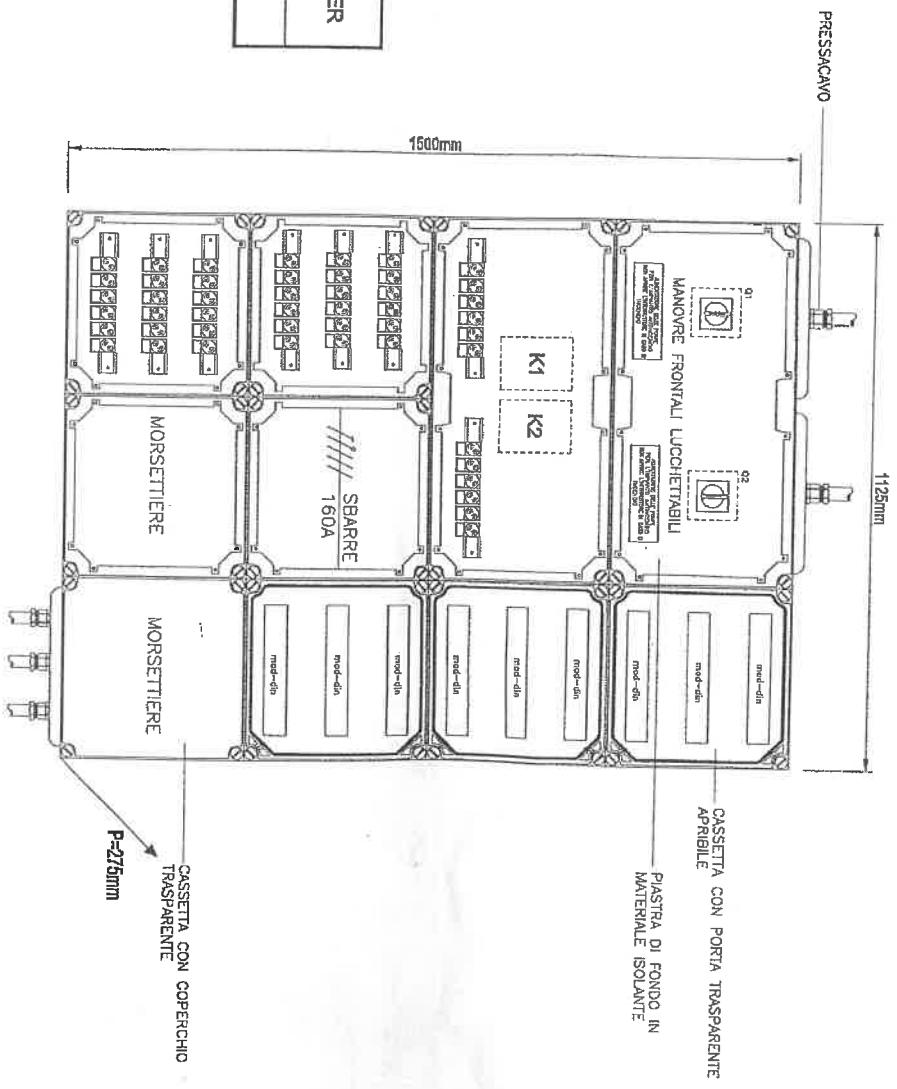 ER
PRESSACAVO
1500mm
1125mm
Q1
Q2
MANOVRE FRONTALI LUCCHETTABILI
K1
K2
SBARRE
160A
MORSETTIERE
MORSETTIERE
mod-din
mod-din
mod-din
mod-din
mod-din
mod-din
mod-din
mod-din
mod-din
CASSETTA CON PORTA TRASPARENTE
APRIBILE
PIASTRA DI FONDO IN
MATERIALE ISOLANTE
CASSETTA CON COPERCHIO
TRASPARENTE
P=275mm